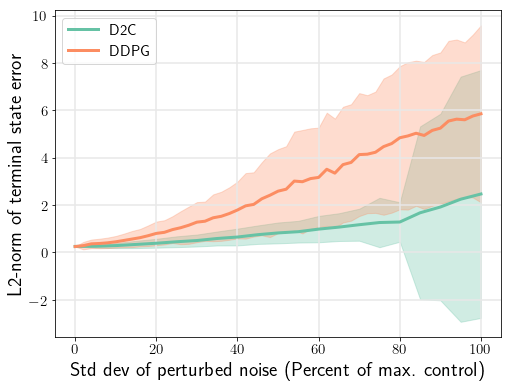 D2C
DDPG
10
8
6
4
2
0
−2
0 20 40 60 80 100
L2-norm of terminal state error
Std dev of perturbed noise (Percent of max. control)